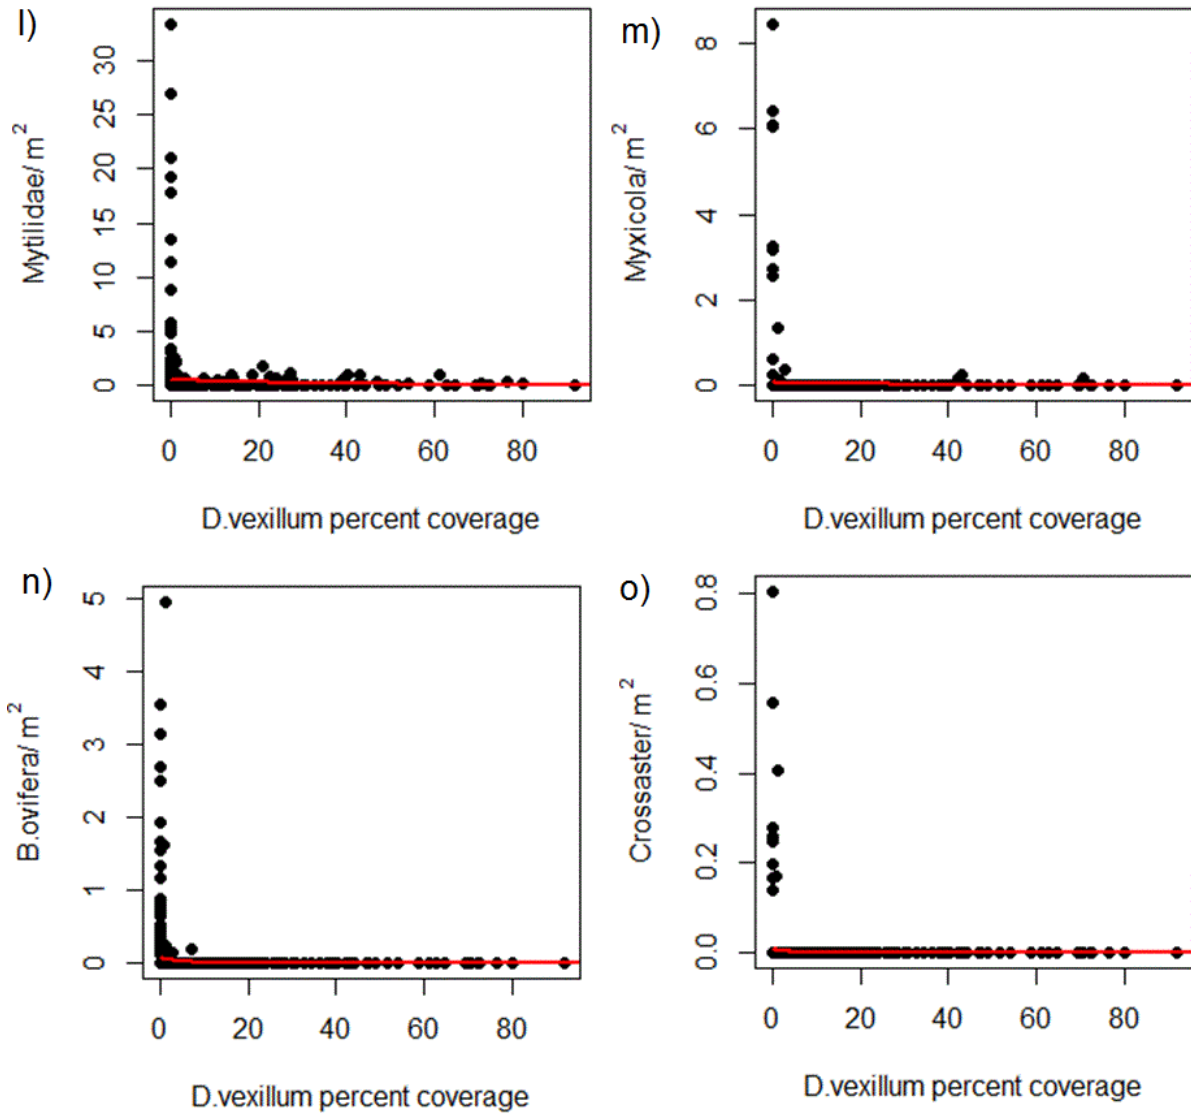 l)
Mytilidae/ m²
0 5 10 15 20 25 30
0 20 40 60 80
D.vexillum percent coverage
m)
Myxicola/ m²
0 2 4 6 8
0 20 40 60 80
D.vexillum percent coverage
n)
B.ovifera/ m²
0 1 2 3 4 5
0 20 40 60 80
D.vexillum percent coverage
o)
Crossaster/ m²
0.0 0.2 0.4 0.6 0.8
0 20 40 60 80
D.vexillum percent coverage